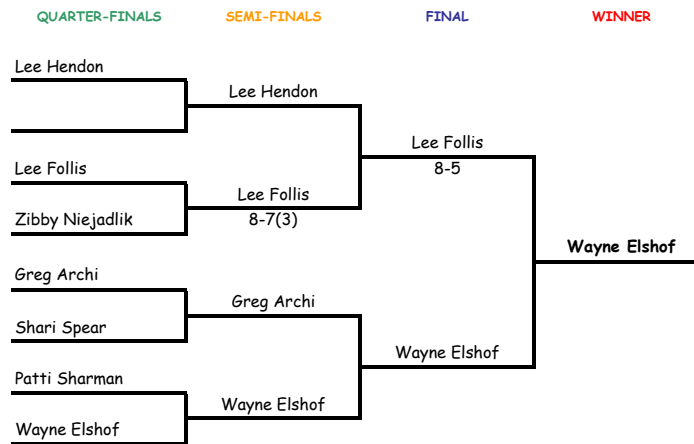 QUARTER-FINALS SEMI-FINALS FINAL WINNER
Lee Hendon
Lee Hendon
Lee Follis
8-5
Lee Follis
Lee Follis
8-7(3)
Zibby Niejadlik
Wayne Elshof
Greg Archi
Greg Archi
Shari Spear
Wayne Elshof
Patti Sharman
Wayne Elshof
Wayne Elshof